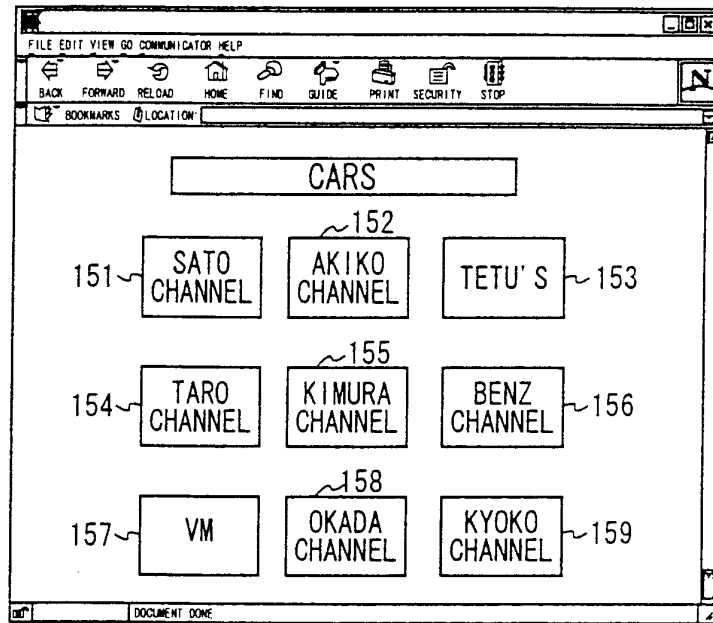 FILE EDIT VIEW GO COMMUNICATOR HELP
BACK FORWARD RELOAD HOME FIND GUIDE PRINT SECURITY STOP
N
BOOKMARKS LOCATION:
CARS
152
151 SATO CHANNEL AKIKO CHANNEL TETU'S 153
155
154 TARO CHANNEL KIMURA CHANNEL BENZ CHANNEL 156
158
157 VM OKADA CHANNEL KYOKO CHANNEL 159
DOCUMENT DONE